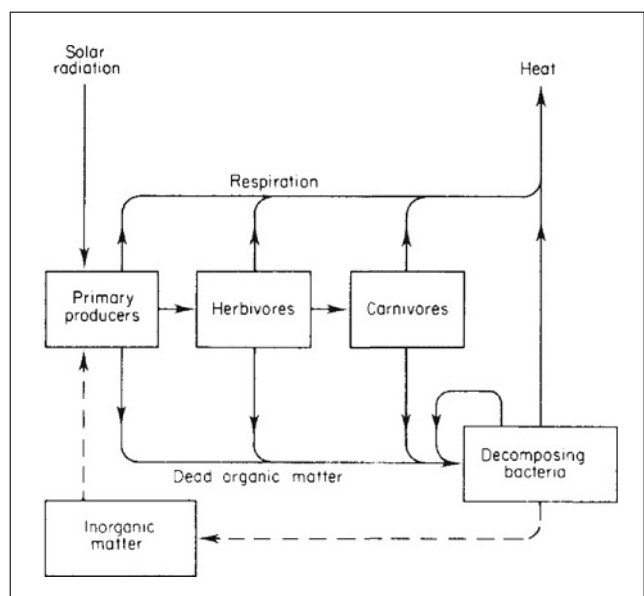 Solar
radiation
Heat
Respiration
Primary
producers
Herbivores
Carnivores
Decomposing
bacteria
Dead organic matter
Inorganic
matter